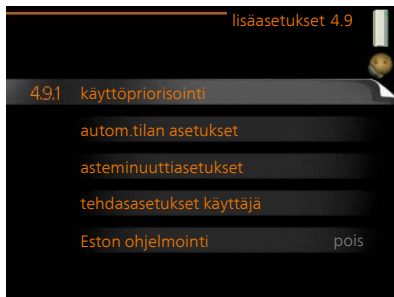 lisäasetukset 4.9
4.9.1 käyttöpriorisointi
autom.tilan asetukset
asteminuuttiasetukset
tehdasasetukset käyttäjä
Eston ohjelmointi pois